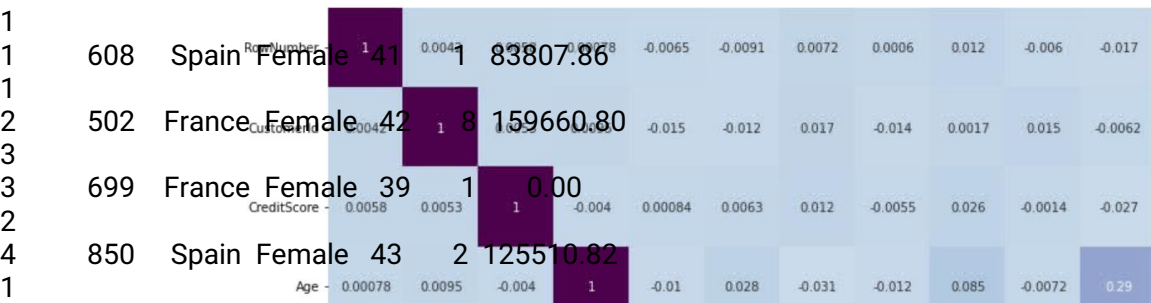 1
1 608 Spain Female 41 1 83807.86
RowNumber - 1 0.0042 -0.0065 -0.0091 0.0072 0.0006 0.012 -0.006 -0.017
1
2 502 France Female 42 8 159660.80
CustomerId 0.0042 1 -0.015 -0.012 0.017 -0.014 0.0017 0.015 -0.0062
3
3 699 France Female 39 1 0.00
CreditScore - 0.0058 0.0053 1 -0.004 0.00084 0.0063 0.012 -0.0055 0.026 -0.0014 -0.027
2
4 850 Spain Female 43 2 125510.82
1
Age - 0.00078 0.0095 -0.004 1 -0.01 0.028 -0.031 -0.012 0.085 -0.0072 0.29